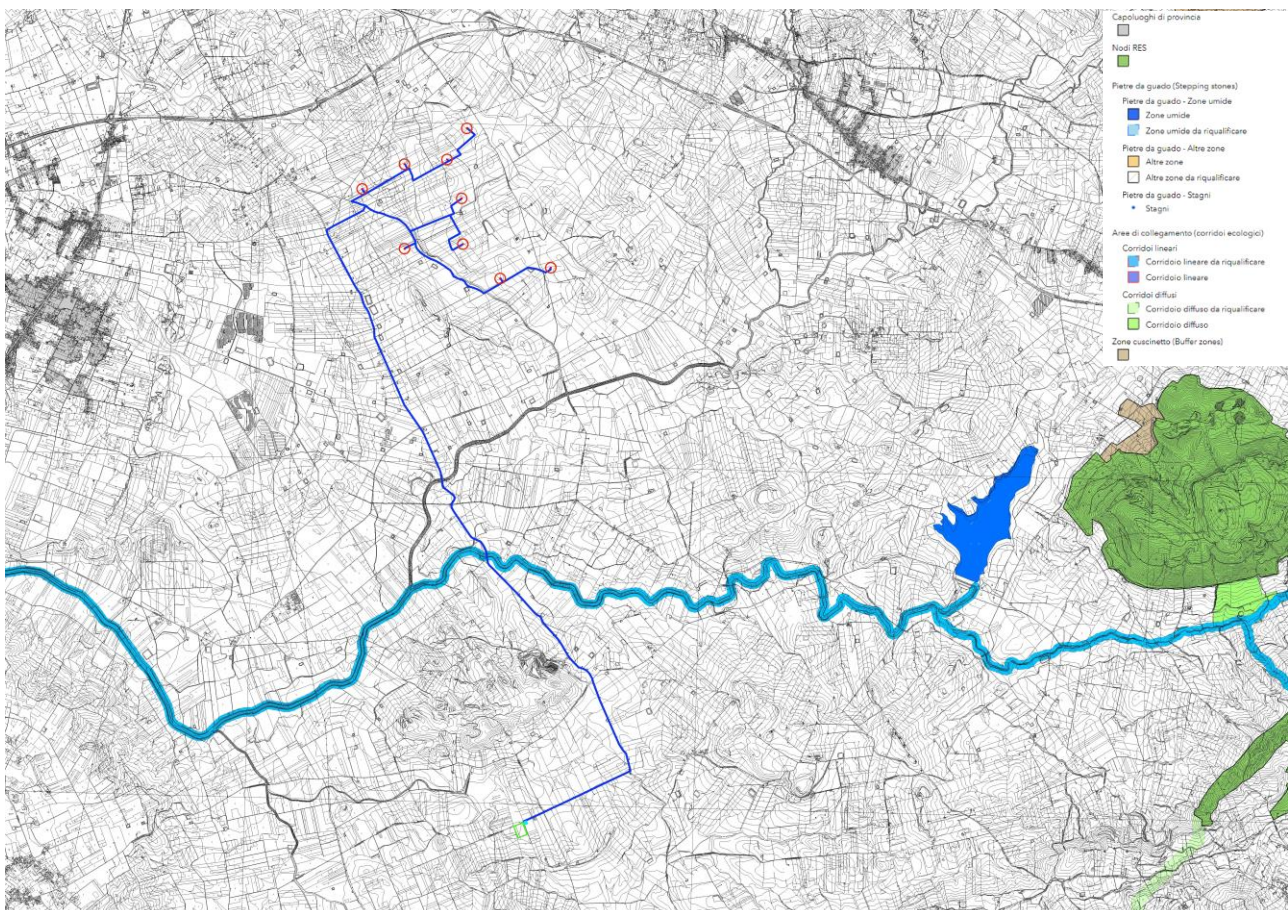 Capoluoghi di provincia
Nodi RES
Pietre da guado (Stepping stones)
Pietre da guado - Zone umide
Zone umide
Zone umide da riqualificare
Pietre da guado - Altre zone
Altre zone
Altre zone da riqualificare
Pietre da guado - Stagni
Stagni
Aree di collegamento (corridoi ecologici)
Corridoi lineari
Corridoio lineare da riqualificare
Corridoio lineare
Corridoi diffusi
Corridoio diffuso da riqualificare
Corridoio diffuso
Zone cuscinetto (Buffer zones)